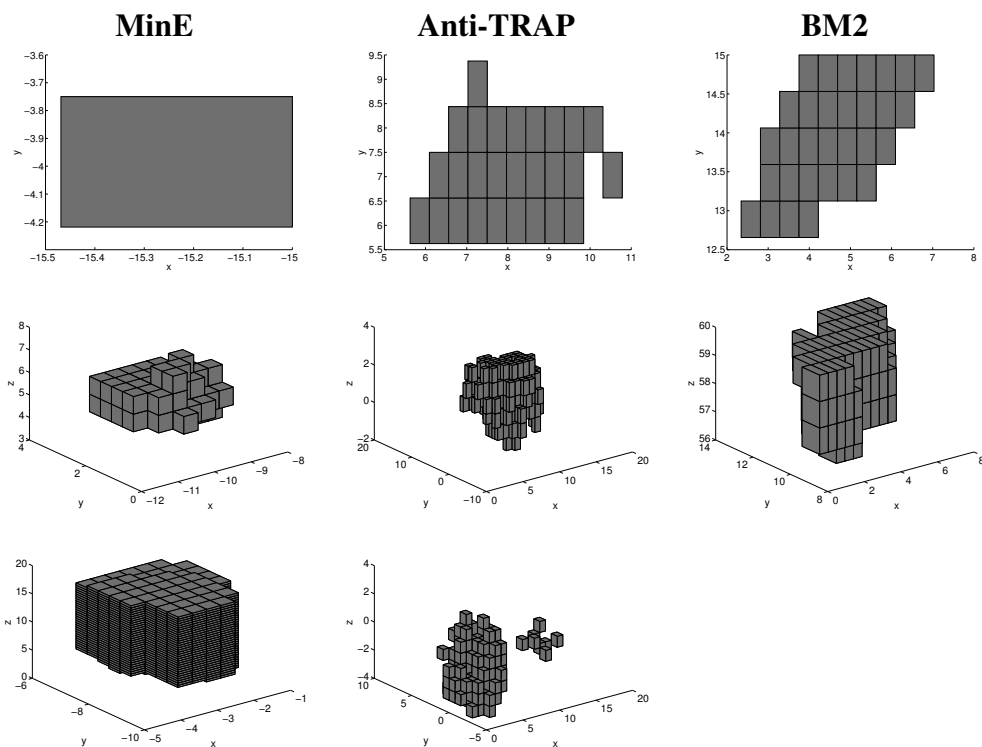 MinE Anti-TRAP BM2
−3.6
−3.7
−3.8
−3.9
−4
−4.1
−4.2
y
−15.5 −15.4 −15.3 −15.2 −15.1 −15
x
9.5
9
8.5
8
7.5
7
6.5
6
5.5
y
5 6 7 8 9 10 11
x
15
14.5
14
13.5
13
12.5
y
2 3 4 5 6 7 8
x
8
7
6
5
4
3
z
4
2
0
y
−12 −11 −10 −9 −8
x
4
2
0
−2
z
20
10
0
−10
y
0 5 10 15 20
x
60
59
58
57
56
z
14
12
10
8
y
0 2 4 6 8
x
20
15
10
5
0
z
−6
−8
−10
y
−5 −4 −3 −2 −1
x
4
2
0
−2
−4
z
10
5
0
−5
y
0 5 10 15 20
x